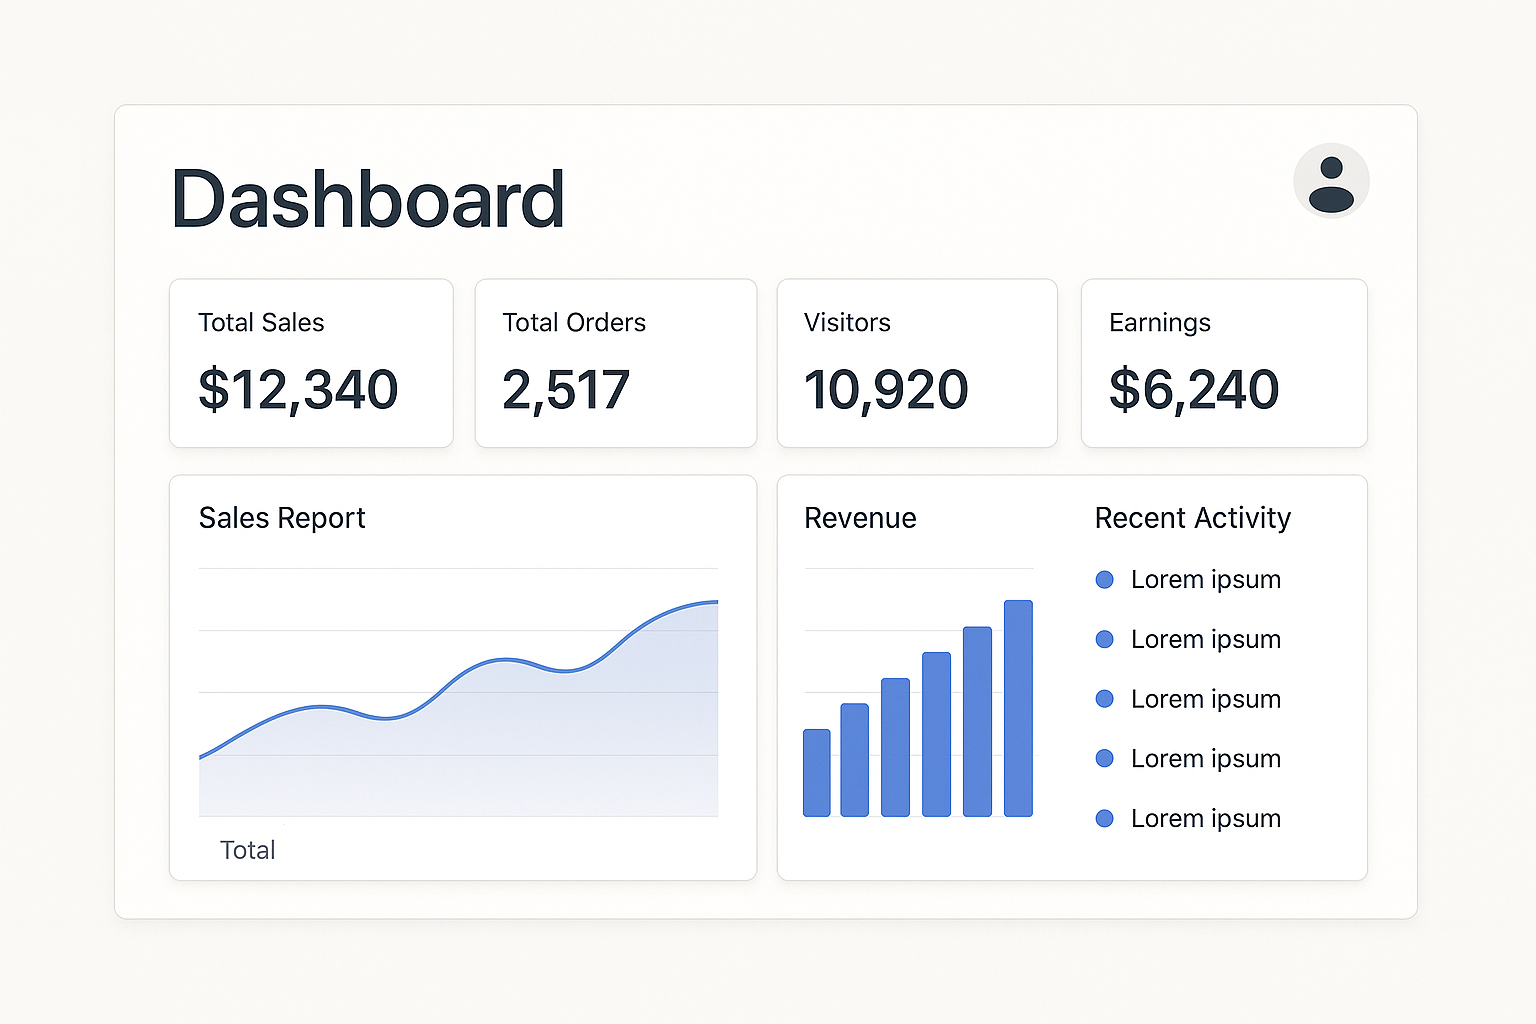 Dashboard
Total Sales
$12,340
Total Orders
2,517
Visitors
10,920
Earnings
$6,240
Sales Report
Total
Revenue
Recent Activity
Lorem ipsum
Lorem ipsum
Lorem ipsum
Lorem ipsum
Lorem ipsum